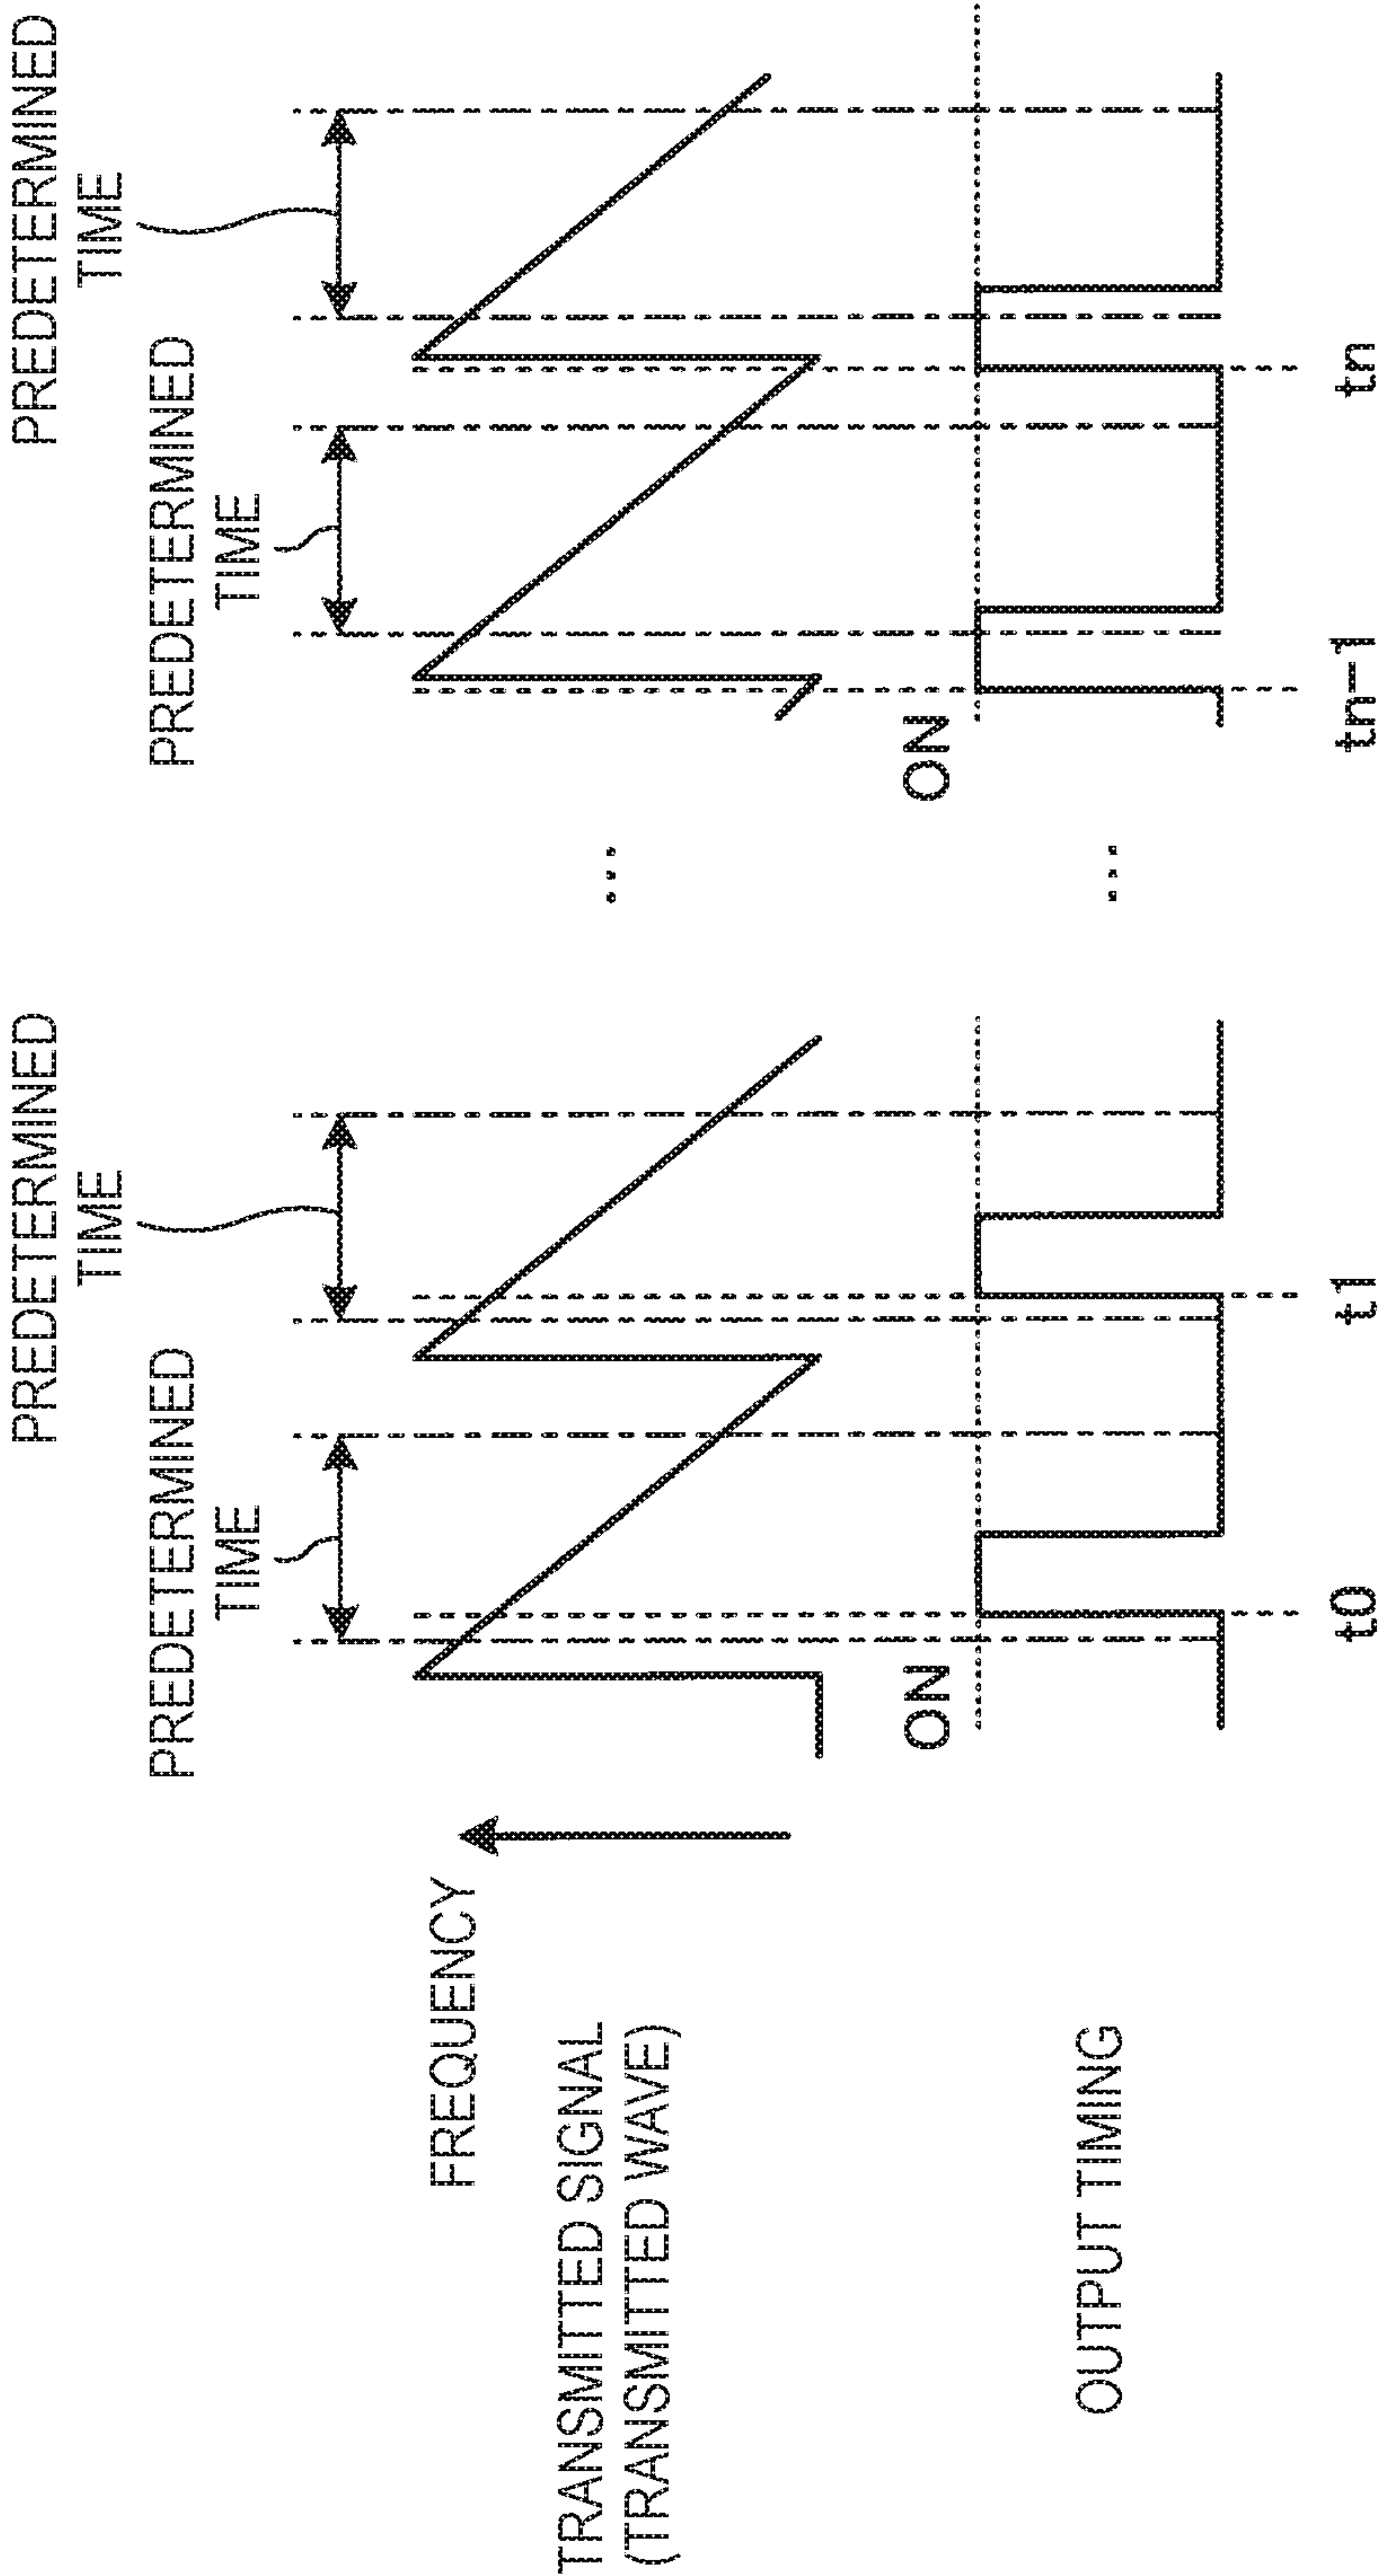 PREDETERMINED
TIME
PREDETERMINED
TIME
PREDETERMINED
TIME
PREDETERMINED
TIME
FREQUENCY
TRANSMITTED SIGNAL
(TRANSMITTED WAVE)
...
ON
ON
OUTPUT TIMING
...
t0
t1
tn-1
tn